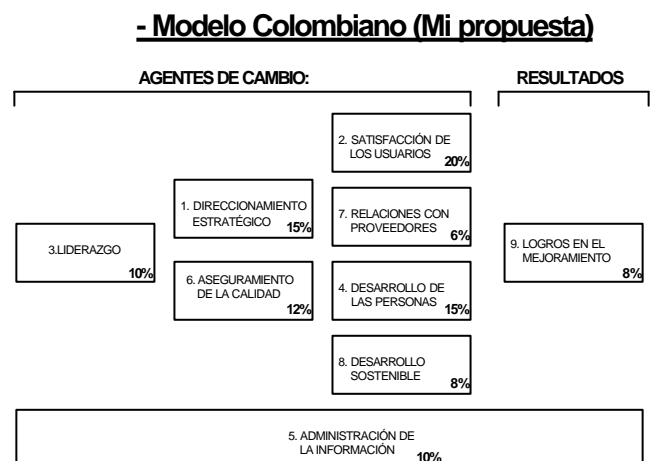 - Modelo Colombiano (Mi propuesta)
AGENTES DE CAMBIO:
RESULTADOS
2. SATISFACCIÓN DE
LOS USUARIOS
20%
1. DIRECCIONAMIENTO
ESTRATÉGICO
15%
7. RELACIONES CON
PROVEEDORES
6%
3.LIDERAZGO
10%
9. LOGROS EN EL
MEJORAMIENTO
8%
6. ASEGURAMIENTO
DE LA CALIDAD
12%
4. DESARROLLO DE
LAS PERSONAS
15%
8. DESARROLLO
SOSTENIBLE
8%
5. ADMINISTRACIÓN DE
LA INFORMACIÓN
10%